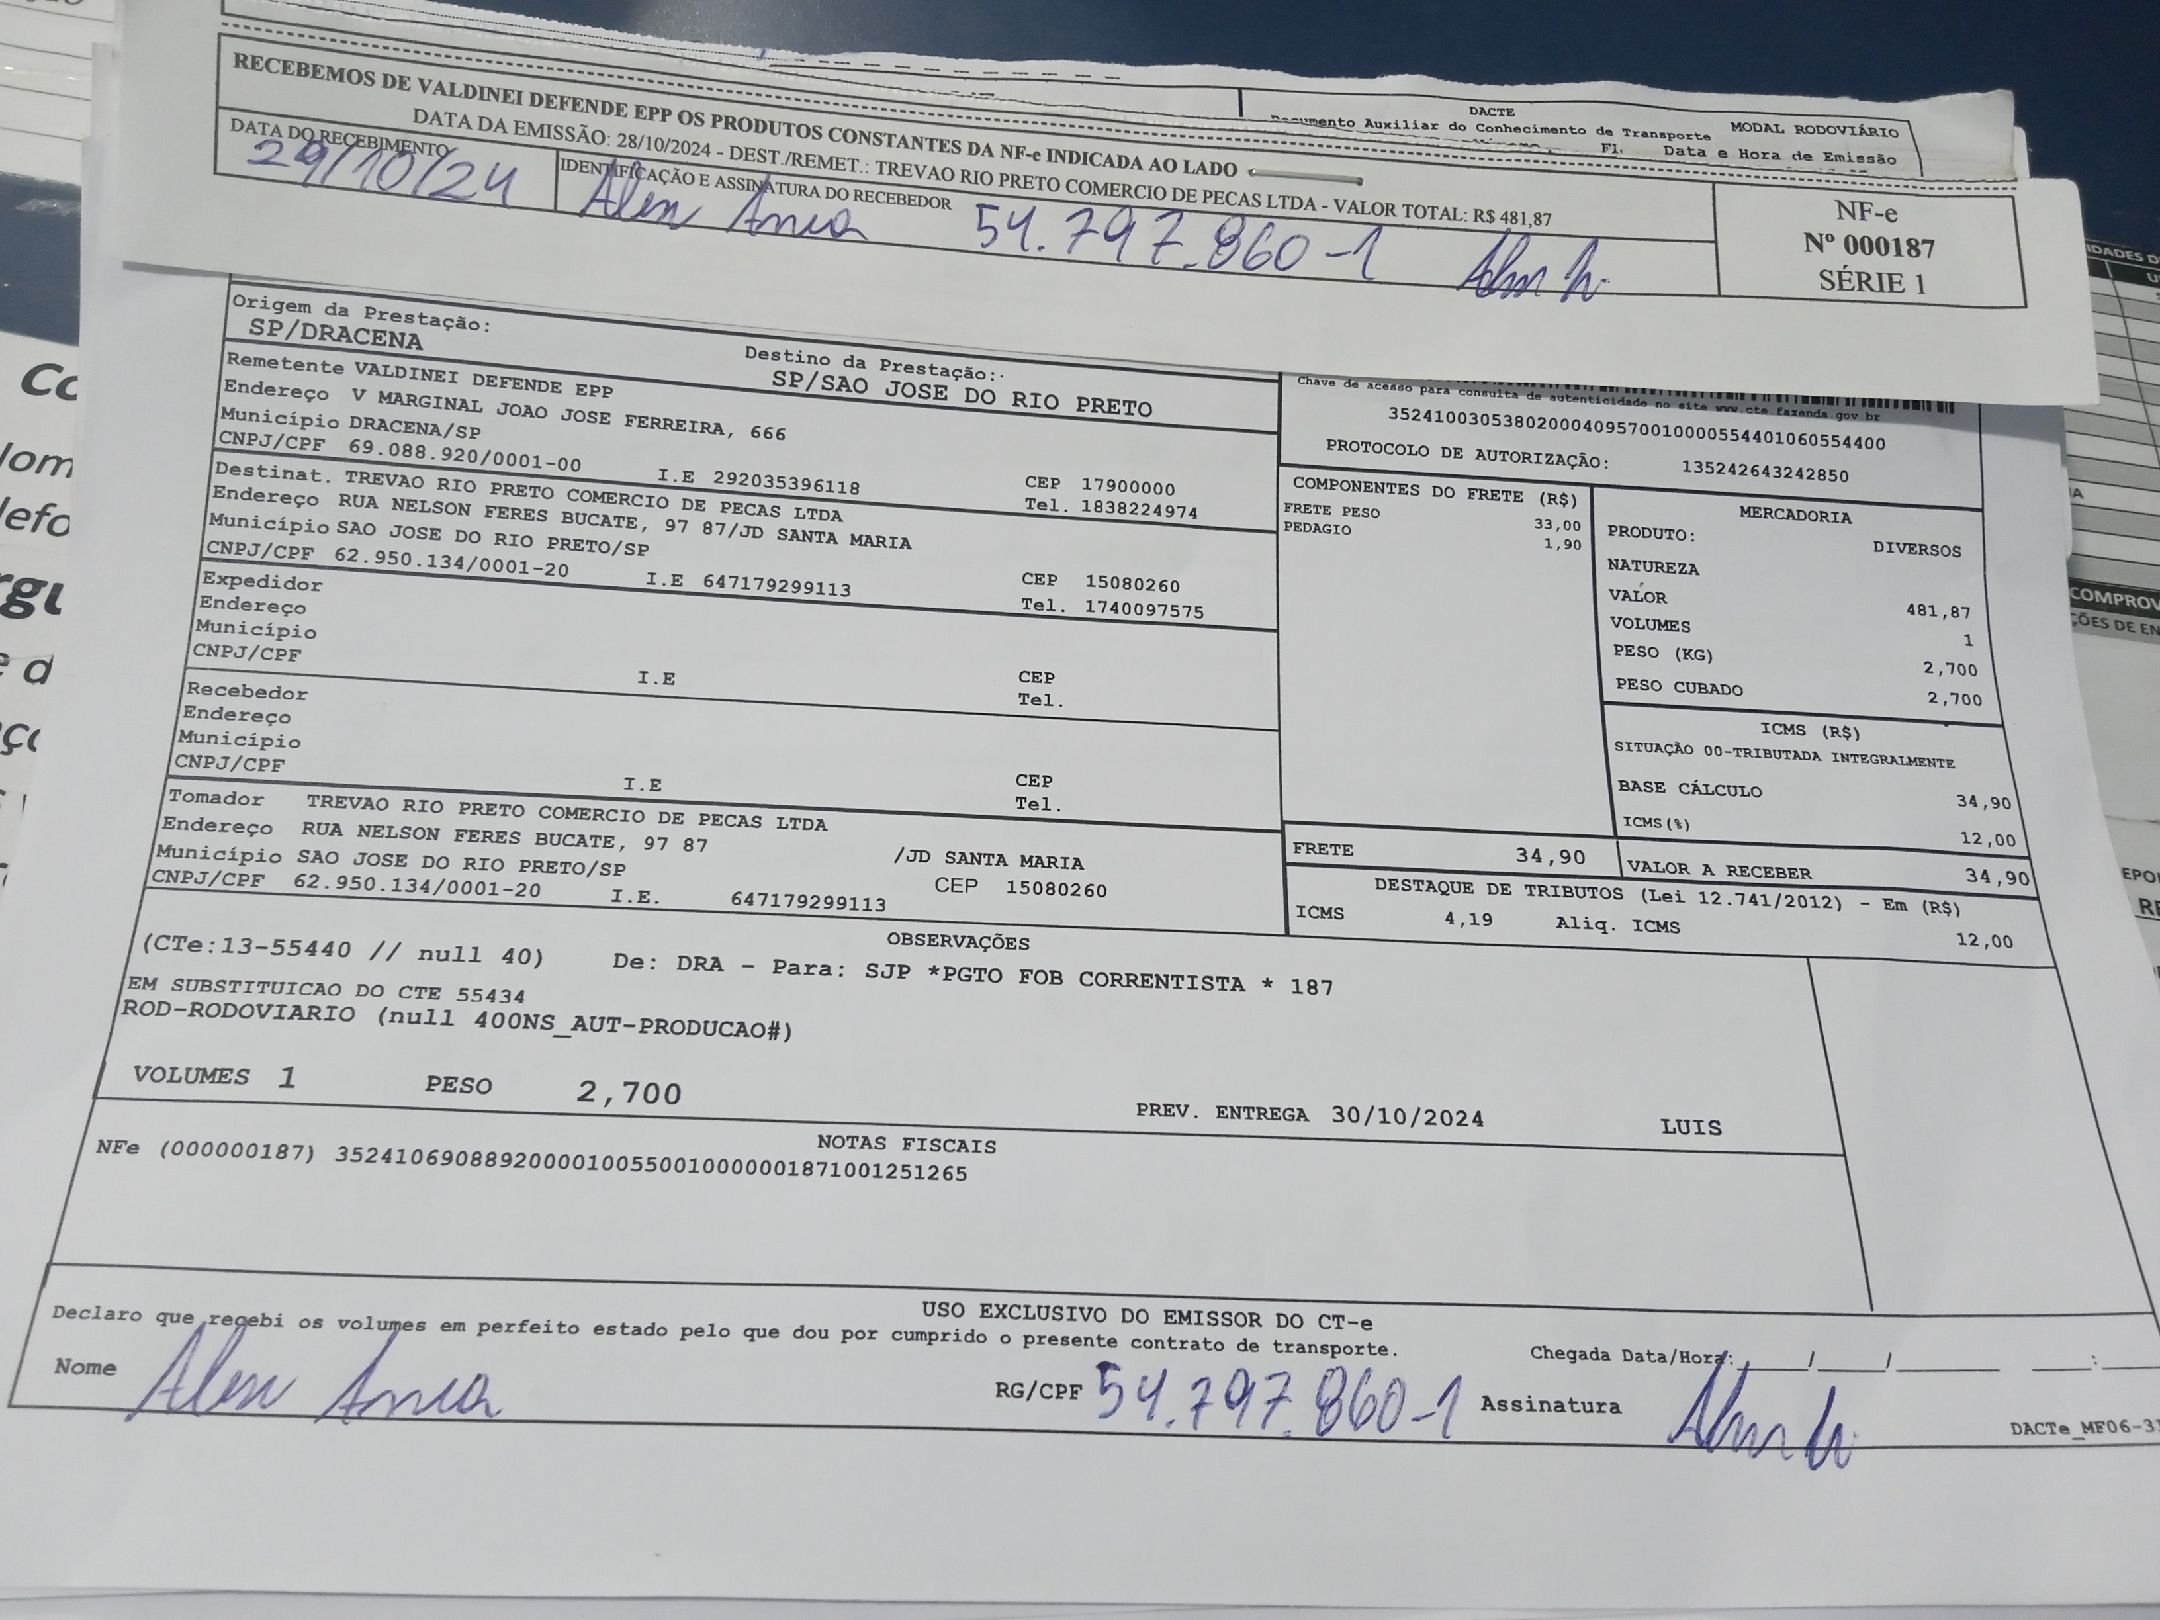 DACTE
Documento Auxiliar do Conhecimento de Transporte
MODAL RODOVIÁRIO
Fl. Data e Hora de Emissão
RECEBEMOS DE VALDINEI DEFENDE EPP OS PRODUTOS CONSTANTES DA NF-e INDICADA AO LADO
DATA DA EMISSÃO: 28/10/2024 - DEST./REMET.: TREVAO RIO PRETO COMERCIO DE PECAS LTDA - VALOR TOTAL: R$ 481,87
DATA DO RECEBIMENTO
29/10/24
IDENTIFICAÇÃO E ASSINATURA DO RECEBEDOR
54.797.860-1
NF-e
Nº 000187
SÉRIE 1
Origem da Prestação:
SP/DRACENA
Destino da Prestação:
SP/SAO JOSE DO RIO PRETO
Remetente VALDINEI DEFENDE EPP
Endereço V MARGINAL JOAO JOSE FERREIRA, 666
Município DRACENA/SP
CNPJ/CPF 69.088.920/0001-00 I.E 292035396118
CEP 17900000
Tel. 1838224974
Destinat. TREVAO RIO PRETO COMERCIO DE PECAS LTDA
Endereço RUA NELSON FERES BUCATE, 97 87/JD SANTA MARIA
Município SAO JOSE DO RIO PRETO/SP
CNPJ/CPF 62.950.134/0001-20 I.E 647179299113
CEP 15080260
Tel. 1740097575
Expedidor
Endereço
Município
CNPJ/CPF
I.E
CEP
Tel.
Recebedor
Endereço
Município
CNPJ/CPF
I.E
CEP
Tel.
Tomador TREVAO RIO PRETO COMERCIO DE PECAS LTDA
Endereço RUA NELSON FERES BUCATE, 97 87 /JD SANTA MARIA
Município SAO JOSE DO RIO PRETO/SP CEP 15080260
CNPJ/CPF 62.950.134/0001-20 I.E. 647179299113
Chave de acesso para consulta de autenticidade no site www.cte.fazenda.gov.br
35241003053802000409570010000554401060554400
PROTOCOLO DE AUTORIZAÇÃO: 135242643242850
COMPONENTES DO FRETE (R$)
FRETE PESO 33,00
PEDAGIO 1,90
MERCADORIA
PRODUTO: DIVERSOS
NATUREZA
VALOR 481,87
VOLUMES 1
PESO (KG) 2,700
PESO CUBADO 2,700
ICMS (R$)
SITUAÇÃO 00-TRIBUTADA INTEGRALMENTE
BASE CÁLCULO 34,90
ICMS(%) 12,00
FRETE 34,90
VALOR A RECEBER 34,90
DESTAQUE DE TRIBUTOS (Lei 12.741/2012) - Em (R$)
ICMS 4,19 Aliq. ICMS 12,00
OBSERVAÇÕES
(CTe:13-55440 // null 40) De: DRA - Para: SJP *PGTO FOB CORRENTISTA * 187
EM SUBSTITUICAO DO CTE 55434
ROD-RODOVIARIO (null 400NS_AUT-PRODUCAO#)
VOLUMES 1 PESO 2,700 PREV. ENTREGA 30/10/2024 LUIS
NOTAS FISCAIS
NFe (000000187) 35241069088920000100550010000001871001251265
USO EXCLUSIVO DO EMISSOR DO CT-e
Declaro que recebi os volumes em perfeito estado pelo que dou por cumprido o presente contrato de transporte.
Chegada Data/Hora: / / :
Nome
RG/CPF 54.797.860-1
Assinatura
DACTe_MF06-3